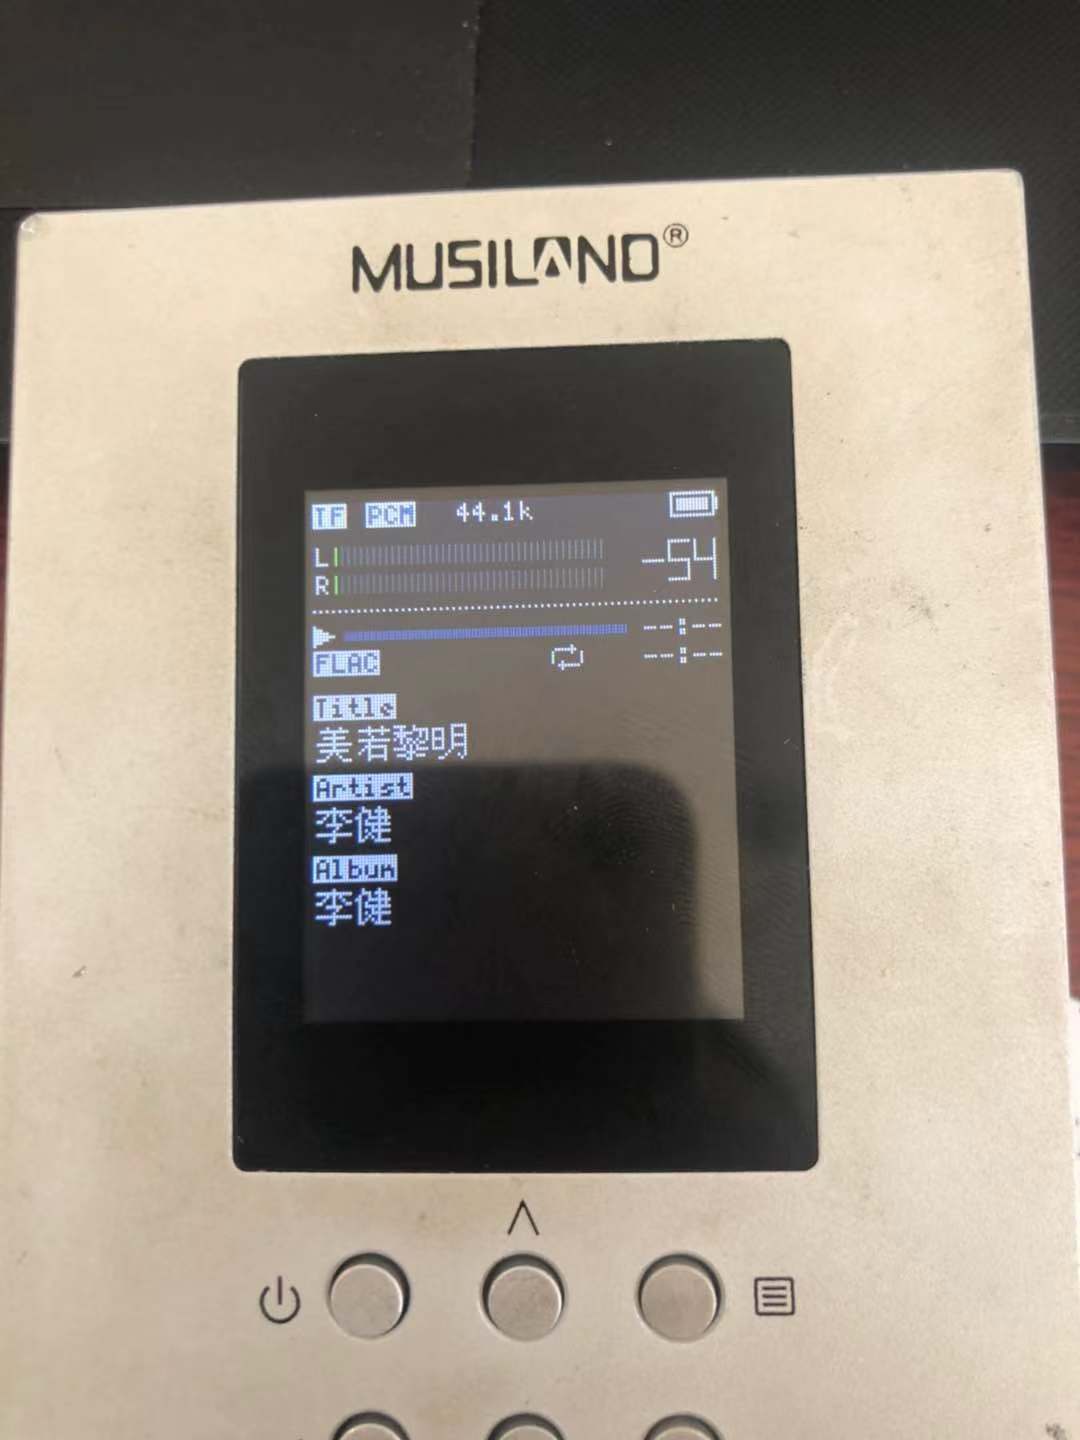 MUSILAND®
TF PCM 44.1k
L
R
-54
--:--
FLAC
--:--
Title
美若黎明
Artist
李健
Album
李健